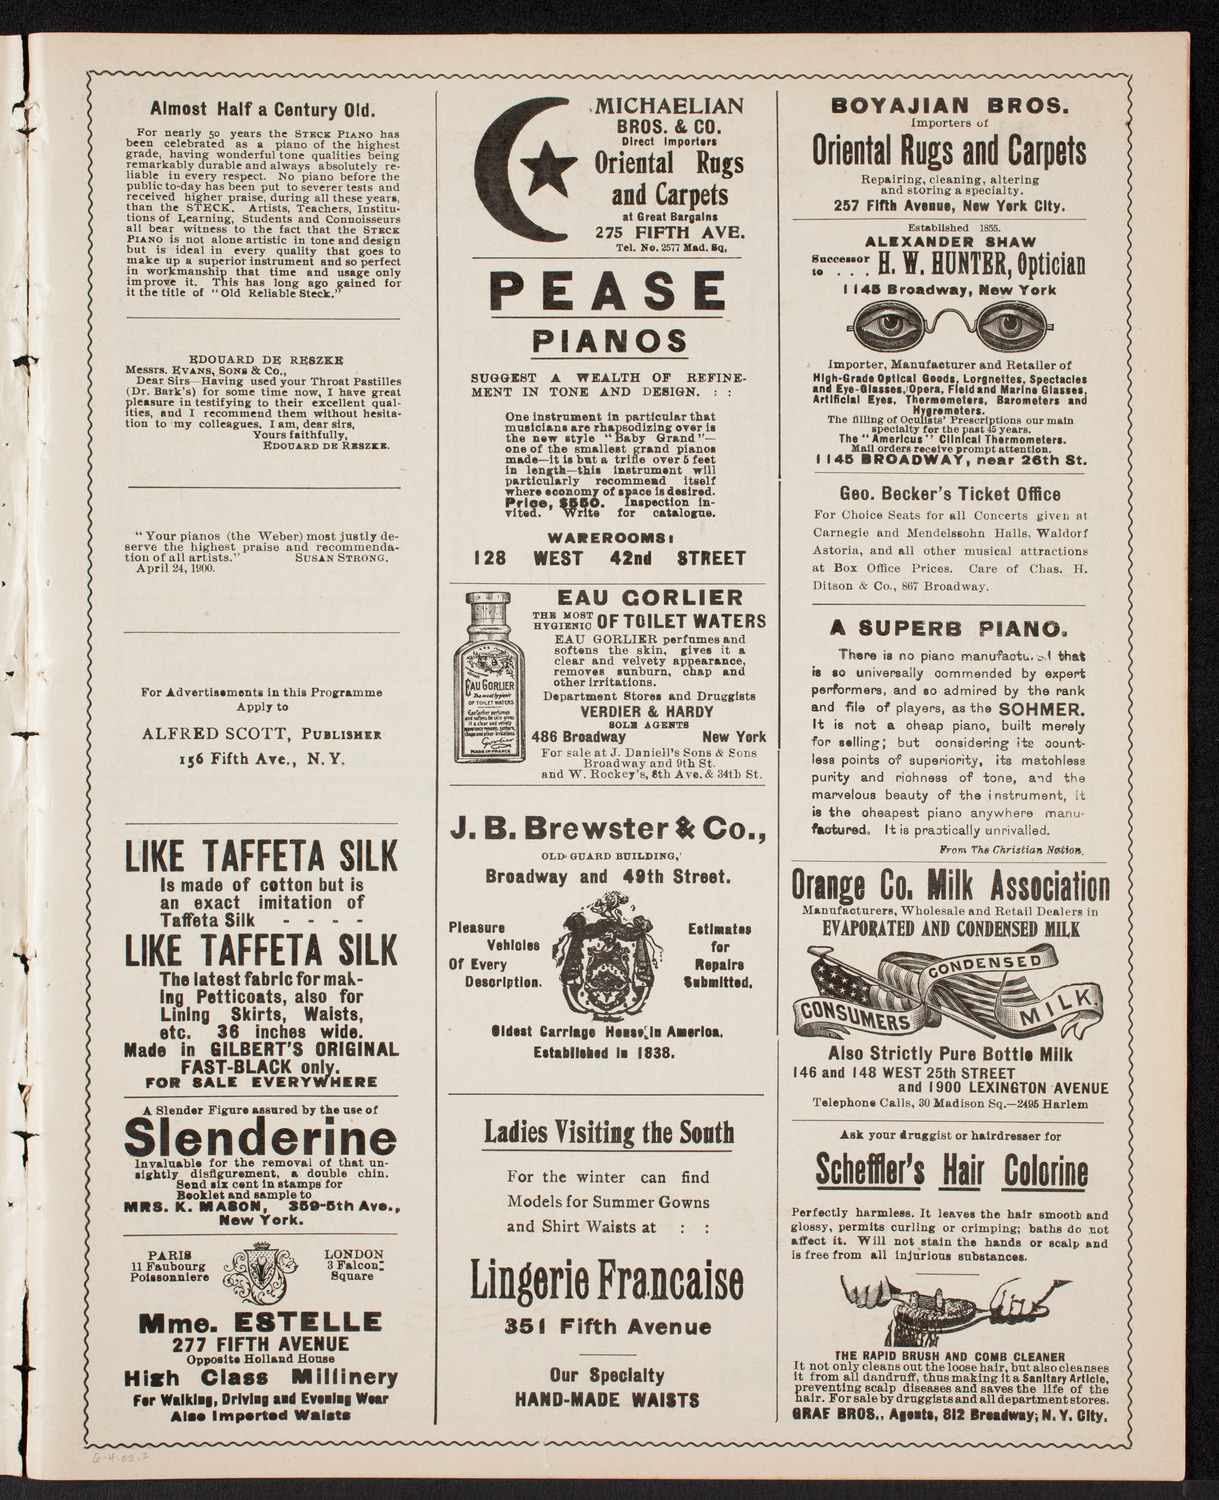 Almost Half a Century Old.
For nearly 50 years the STECK PIANO has
been celebrated as a piano of the highest
grade, having wonderful tone qualities being
remarkably durable and always absolutely re-
liable in every respect. No piano before the
public to-day has been put to severer tests and
received higher praise, during all these years,
than the STECK. Artists, Teachers, Institu-
tions of Learning, Students and Connoisseurs
all bear witness to the fact that the STECK
PIANO is not alone artistic in tone and design
but is ideal in every quality that goes to
make up a superior instrument and so perfect
in workmanship that time and usage only
improve it. This has long ago gained for
it the title of "Old Reliable Steck."
EDOUARD DE RESZKE
Messrs. EVANS, SONS & CO.,
Dear Sirs—Having used your Throat Pastilles
(Dr. Bark's) for some time now, I have great
pleasure in testifying to their excellent qual-
ities, and I recommend them without hesita-
tion to my colleagues. I am, dear sirs,
Yours faithfully,
EDOUARD DE RESZKE.
"Your pianos (the Weber) most justly de-
serve the highest praise and recommenda-
tion of all artists." SUSAN STRONG.
April 24, 1900.
For Advertisements in this Programme
Apply to
ALFRED SCOTT, PUBLISHER
156 Fifth Ave., N. Y.
LIKE TAFFETA SILK
Is made of cotton but is
an exact imitation of
Taffeta Silk - - - -
LIKE TAFFETA SILK
The latest fabric for mak-
ing Petticoats, also for
Lining Skirts, Waists,
etc. 36 inches wide.
Made in GILBERT'S ORIGINAL
FAST-BLACK only.
FOR SALE EVERYWHERE
A Slender Figure assured by the use of
Slenderine
Invaluable for the removal of that un-
sightly disfigurement, a double chin.
Send six cent in stamps for
Booklet and sample to
MRS. K. MASON, 359-5th Ave.,
New York.
PARIS
11 Faubourg
Poissonniere
LONDON
3 Falcon
Square
Mme. ESTELLE
277 FIFTH AVENUE
Opposite Holland House
High Class Millinery
For Walking, Driving and Evening Wear
Also Imported Waists
MICHAELIAN
BROS. & CO.
Direct Importers
Oriental Rugs
and Carpets
at Great Bargains
275 FIFTH AVE.
Tel. No. 2577 Mad. Sq.
PEASE
PIANOS
SUGGEST A WEALTH OF REFINE-
MENT IN TONE AND DESIGN. : :
One instrument in particular that
musicians are rhapsodizing over is
the new style "Baby Grand"—
one of the smallest grand pianos
made—it is but a trifle over 5 feet
in length—this instrument will
particularly recommend itself
where economy of space is desired.
Price, $550. Inspection in-
vited. Write for catalogue.
WAREROOMS:
128 WEST 42nd STREET
EAU GORLIER
THE MOST
HYGIENIC OF TOILET WATERS
EAU GORLIER perfumes and
softens the skin, gives it a
clear and velvety appearance,
removes sunburn, chap and
other irritations.
Department Stores and Druggists
VERDIER & HARDY
SOLE AGENTS
486 Broadway New York
For sale at J. Daniell's Sons & Sons
Broadway and 9th St.
and W. Rockey's, 8th Ave. & 34th St.
EAU GORLIER
The most hygienic
OF TOILET WATERS
Gorlier
MADE IN FRANCE
J. B. Brewster & Co.,
OLD GUARD BUILDING,
Broadway and 49th Street.
Pleasure
Vehicles
Of Every
Description.
Estimates
for
Repairs
Submitted.
Oldest Carriage House in America.
Established in 1838.
Ladies Visiting the South
For the winter can find
Models for Summer Gowns
and Shirt Waists at : :
Lingerie Francaise
351 Fifth Avenue
Our Specialty
HAND-MADE WAISTS
BOYAJIAN BROS.
Importers of
Oriental Rugs and Carpets
Repairing, cleaning, altering
and storing a specialty.
257 Fifth Avenue, New York City.
Established 1855.
ALEXANDER SHAW
Successor
to . . . H. W. HUNTER, Optician
1145 Broadway, New York
Importer, Manufacturer and Retailer of
High-Grade Optical Goods, Lorgnettes, Spectacles
and Eye-Glasses, Opera, Field and Marine Glasses,
Artificial Eyes, Thermometers, Barometers and
Hygrometers.
The filling of Oculists' Prescriptions our main
specialty for the past 45 years.
The "Americus" Clinical Thermometers.
Mail orders receive prompt attention.
1145 BROADWAY, near 26th St.
Geo. Becker's Ticket Office
For Choice Seats for all Concerts given at
Carnegie and Mendelssohn Halls, Waldorf
Astoria, and all other musical attractions
at Box Office Prices. Care of Chas. H.
Ditson & Co., 867 Broadway.
A SUPERB PIANO.
There is no piano manufactured that
is so universally commended by expert
performers, and so admired by the rank
and file of players, as the SOHMER.
It is not a cheap piano, built merely
for selling; but considering its count-
less points of superiority, its matchless
purity and richness of tone, and the
marvelous beauty of the instrument, it
is the cheapest piano anywhere manu-
factured. It is practically unrivalled.
From The Christian Nation.
Orange Co. Milk Association
Manufacturers, Wholesale and Retail Dealers in
EVAPORATED AND CONDENSED MILK
CONSUMERS
CONDENSED
MILK
Also Strictly Pure Bottle Milk
146 and 148 WEST 25th STREET
and 1900 LEXINGTON AVENUE
Telephone Calls, 30 Madison Sq.—2495 Harlem
Ask your druggist or hairdresser for
Scheffler's Hair Colorine
Perfectly harmless. It leaves the hair smooth and
glossy, permits curling or crimping; baths do not
affect it. Will not stain the hands or scalp and
is free from all injurious substances.
THE RAPID BRUSH AND COMB CLEANER
It not only cleans out the loose hair, but also cleanses
it from all dandruff, thus making it a Sanitary Article,
preventing scalp diseases and saves the life of the
hair. For sale by druggists and all department stores.
GRAF BROS., Agents, 812 Broadway, N. Y. City.
6-4.02.2